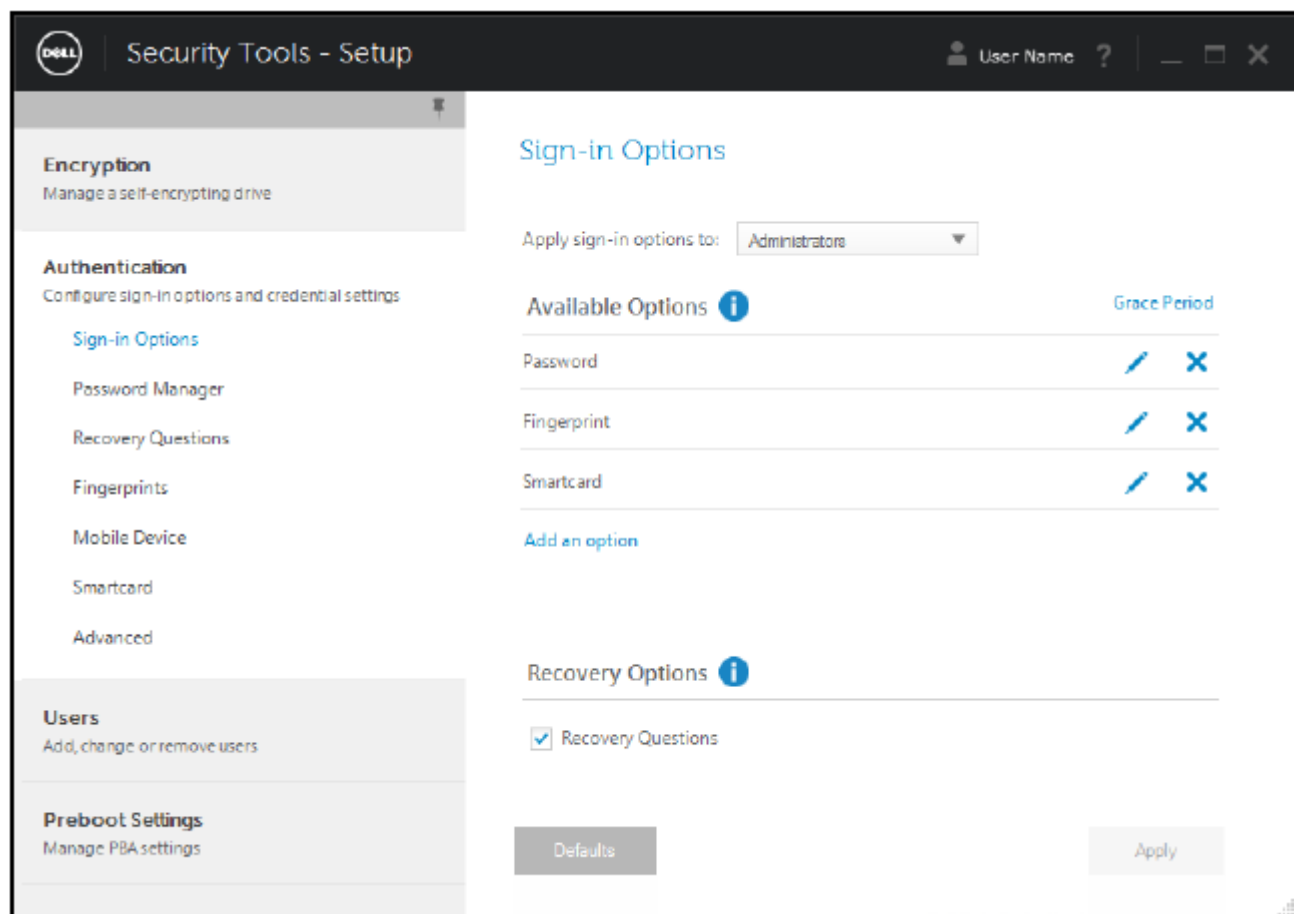 DELL
Security Tools - Setup
User Name ?
Encryption
Manage a self-encrypting drive
Authentication
Configure sign-in options and credential settings
Sign-in Options
Password Manager
Recovery Questions
Fingerprints
Mobile Device
Smartcard
Advanced
Users
Add, change or remove users
Preboot Settings
Manage PBA settings
Sign-in Options
Apply sign-in options to: Administrators
Available Options i Grace Period
Password
Fingerprint
Smartcard
Add an option
Recovery Options i
Recovery Questions
Defaults Apply